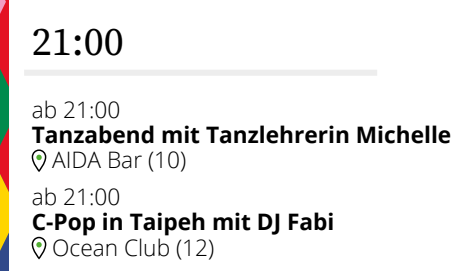 21:00
ab 21:00
Tanzabend mit Tanzlehrerin Michelle
AIDA Bar (10)
ab 21:00
C-Pop in Taipeh mit DJ Fabi
Ocean Club (12)